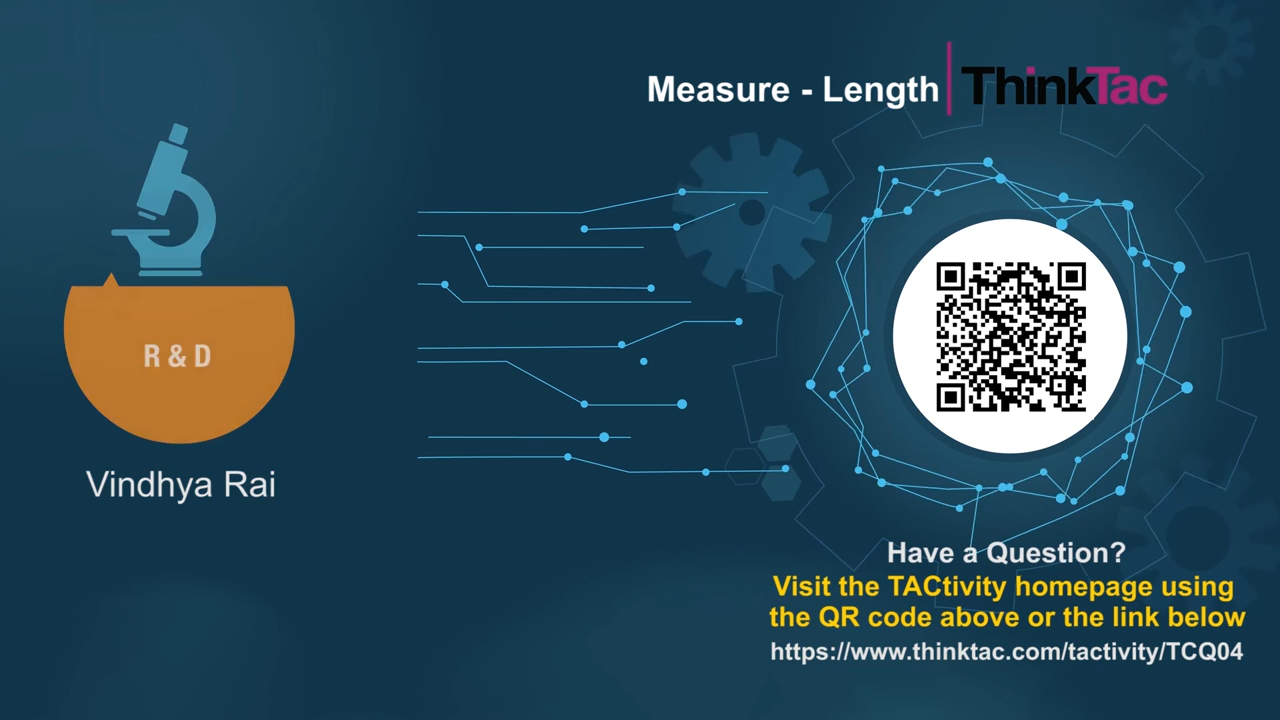 Measure - Length
ThinkTac
R & D
Vindhya Rai
Have a Question?
Visit the TACtivity homepage using
the QR code above or the link below
https://www.thinktac.com/tactivity/TCQ04